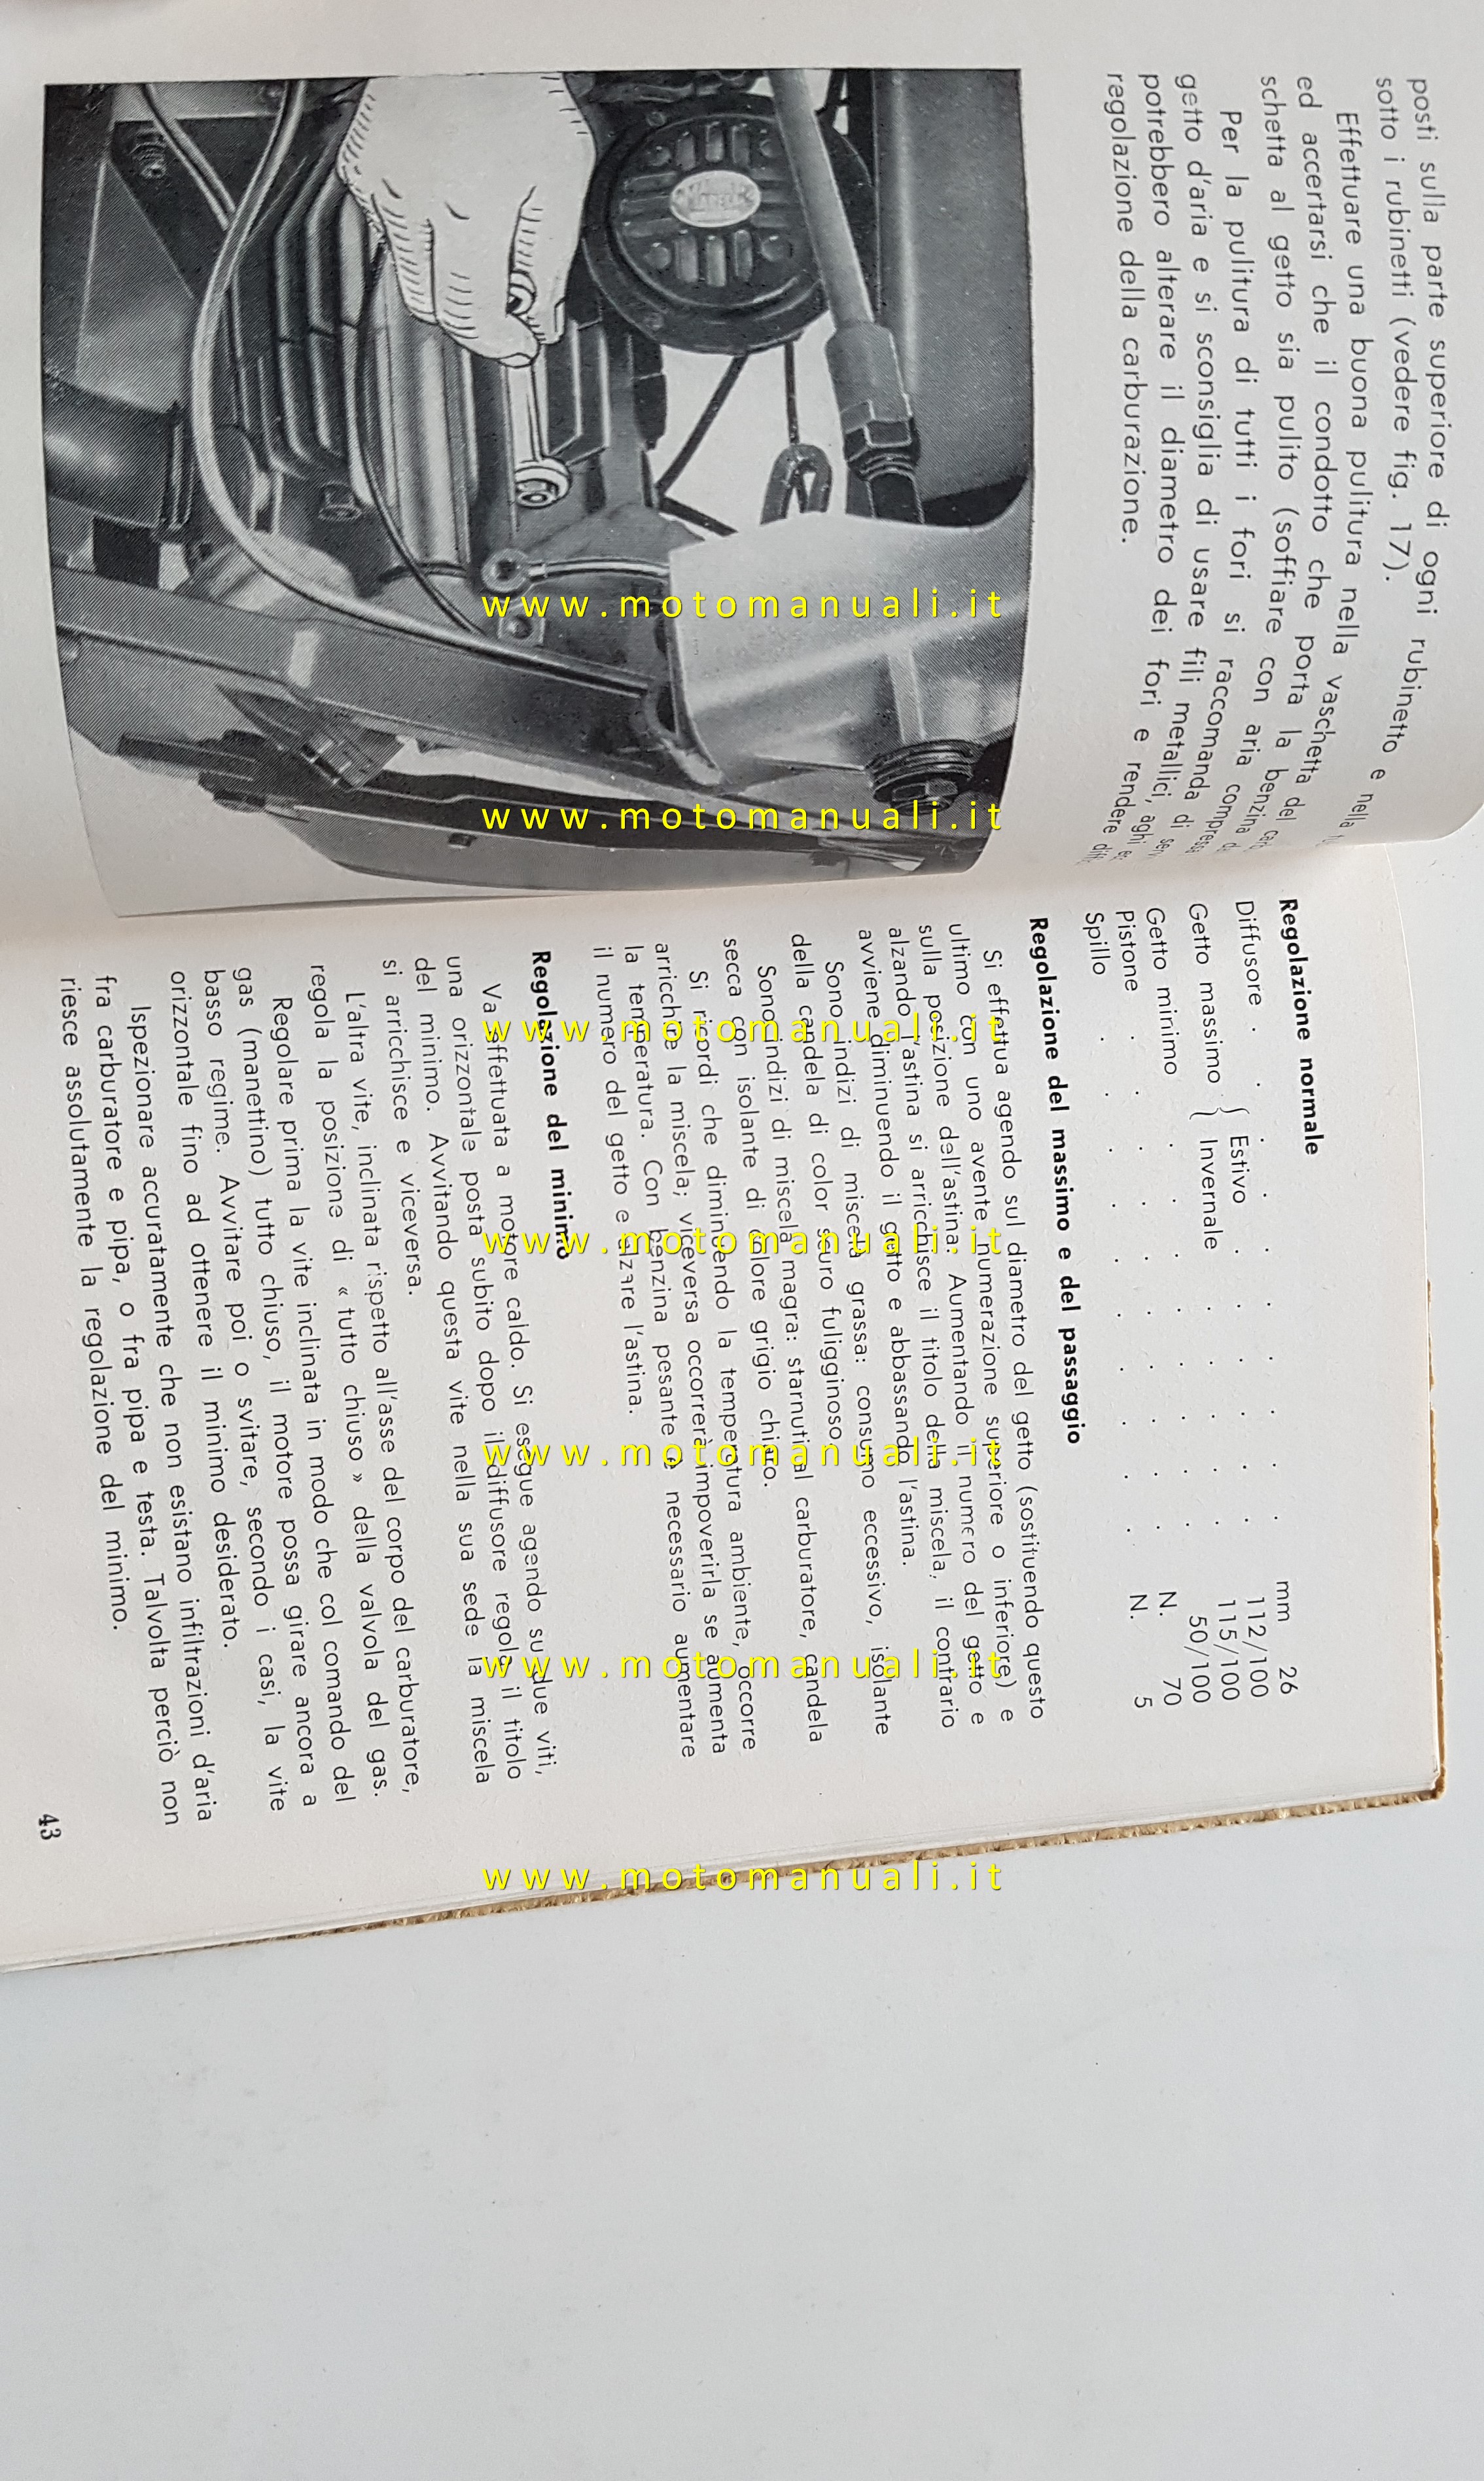 posti sulla parte superiore di ogni rubinetto e nella
sotto i rubinetti (vedere fig. 17).
Effettuare una buona pulitura nella vaschetta del
ed accertarsi che il condotto che porta la benzina
schetta al getto sia pulito (soffiare con aria compressa
Per la pulitura di tutti i fori si raccomanda di
getto d'aria e si sconsiglia di usare fili metallici, aghi
potrebbero alterare il diametro dei fori e rendere
regolazione della carburazione.
Regolazione normale
Diffusore . . . . . . . . . mm 26
Getto massimo { Estivo . . . . . . 112/100
Invernale . . . . . 115/100
Getto minimo . . . . . . . . 50/100
Pistone . . . . . . . . . . N. 70
Spillo . . . . . . . . . . N. 5
Regolazione del massimo e del passaggio
Si effettua agendo sul diametro del getto (sostituendo questo
ultimo con uno avente numerazione superiore o inferiore) e
sulla posizione dell'astina. Aumentando il numero del getto e
alzando l'astina si arricchisce il titolo della miscela, il contrario
avviene diminuendo il getto e abbassando l'astina.
Sono indizi di miscela grassa: consumo eccessivo, isolante
della candela di color scuro fuligginoso.
Sono indizi di miscela magra: starnuti al carburatore, candela
secca con isolante di colore grigio chiaro.
Si ricordi che diminuendo la temperatura ambiente, occorre
arricchire la miscela; viceversa occorrerà impoverirla se aumenta
la temperatura. Con benzina pesante è necessario aumentare
il numero del getto e alzare l'astina.
Regolazione del minimo
Va effettuata a motore caldo. Si esegue agendo su due viti,
una orizzontale posta subito dopo il diffusore regola il titolo
del minimo. Avvitando questa vite nella sua sede la miscela
si arricchisce e viceversa.
L'altra vite, inclinata rispetto all'asse del corpo del carburatore,
regola la posizione di « tutto chiuso » della valvola del gas.
Regolare prima la vite inclinata in modo che col comando del
gas (manettino) tutto chiuso, il motore possa girare ancora a
basso regime. Avvitare poi o svitare, secondo i casi, la vite
orizzontale fino ad ottenere il minimo desiderato.
Ispezionare accuratamente che non esistano infiltrazioni d'aria
fra carburatore e pipa, o fra pipa e testa. Talvolta perciò non
riesce assolutamente la regolazione del minimo.
43
www.motomanuali.it
www.motomanuali.it
www.motomanuali.it
www.motomanuali.it
www.motomanuali.it
www.motomanuali.it
www.motomanuali.it